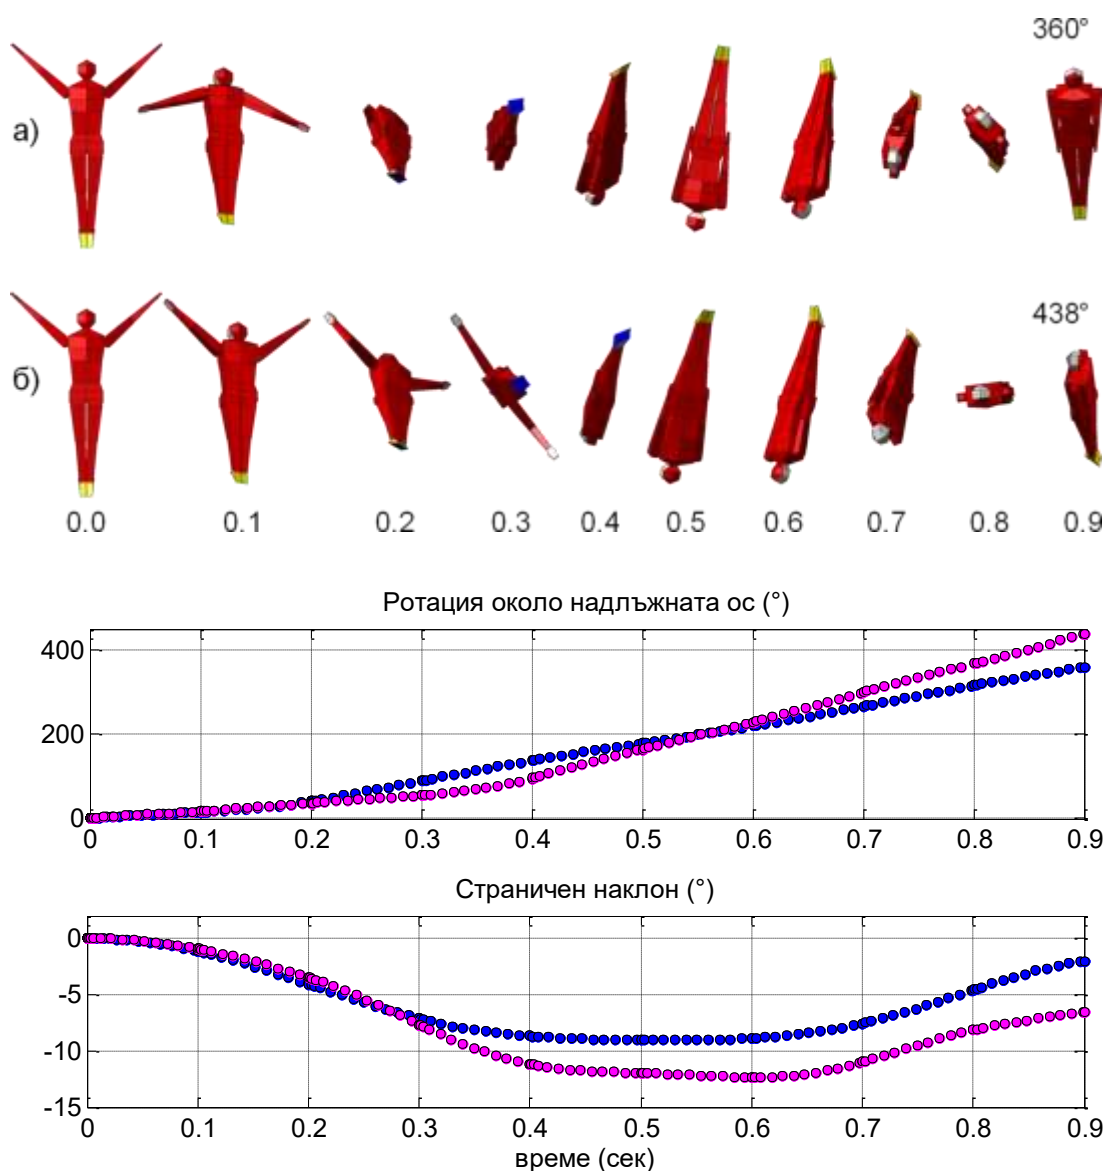 360°
а)
438°
б)
0.0 0.1 0.2 0.3 0.4 0.5 0.6 0.7 0.8 0.9
Ротация около надлъжната ос (°)
400
200
0
0 0.1 0.2 0.3 0.4 0.5 0.6 0.7 0.8 0.9
Страничен наклон (°)
0
-5
-10
-15
0 0.1 0.2 0.3 0.4 0.5 0.6 0.7 0.8 0.9
време (сек)